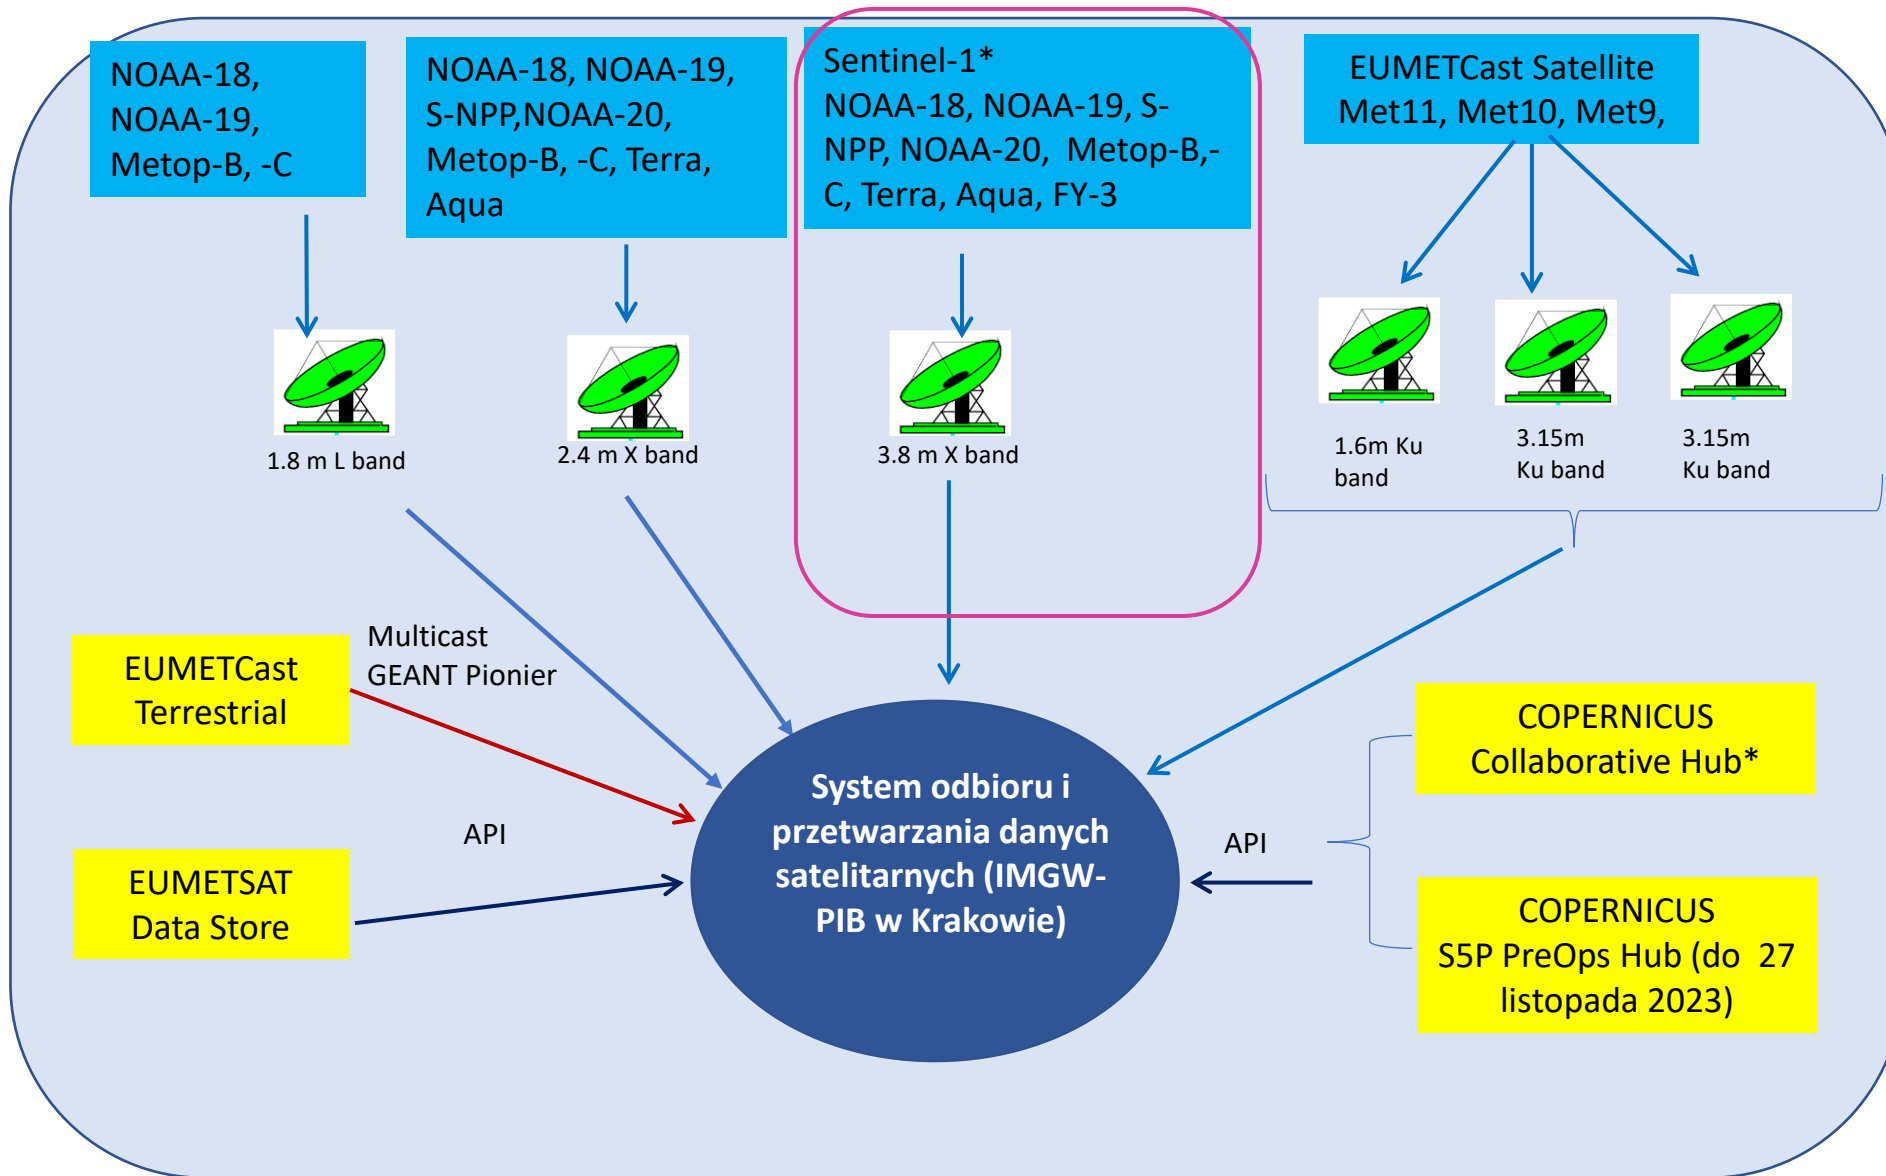 NOAA-18,
NOAA-19,
Metop-B, -C
NOAA-18, NOAA-19,
S-NPP,NOAA-20,
Metop-B, -C, Terra,
Aqua
Sentinel-1*
NOAA-18, NOAA-19, S-
NPP, NOAA-20, Metop-B,-
C, Terra, Aqua, FY-3
EUMETCast Satellite
Met11, Met10, Met9,
1.8 m L band
2.4 m X band
3.8 m X band
1.6m Ku
band
3.15m
Ku band
3.15m
Ku band
EUMETCast
Terrestrial
Multicast
GEANT Pionier
EUMETSAT
Data Store
API
System odbioru i
przetwarzania danych
satelitarnych (IMGW-
PIB w Krakowie)
API
COPERNICUS
Collaborative Hub*
COPERNICUS
S5P PreOps Hub (do 27
listopada 2023)